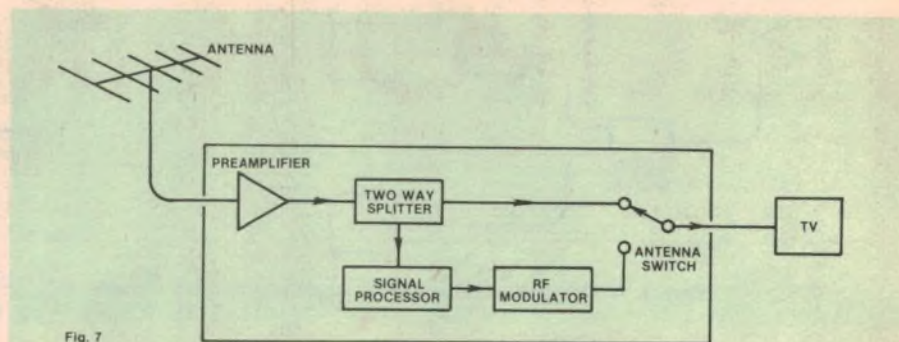 ANTENNA
PREAMPLIFIER
TWO WAY
SPLITTER
TV
ANTENNA
SWITCH
SIGNAL
PROCESSOR
RF
MODULATOR
Fig. 7